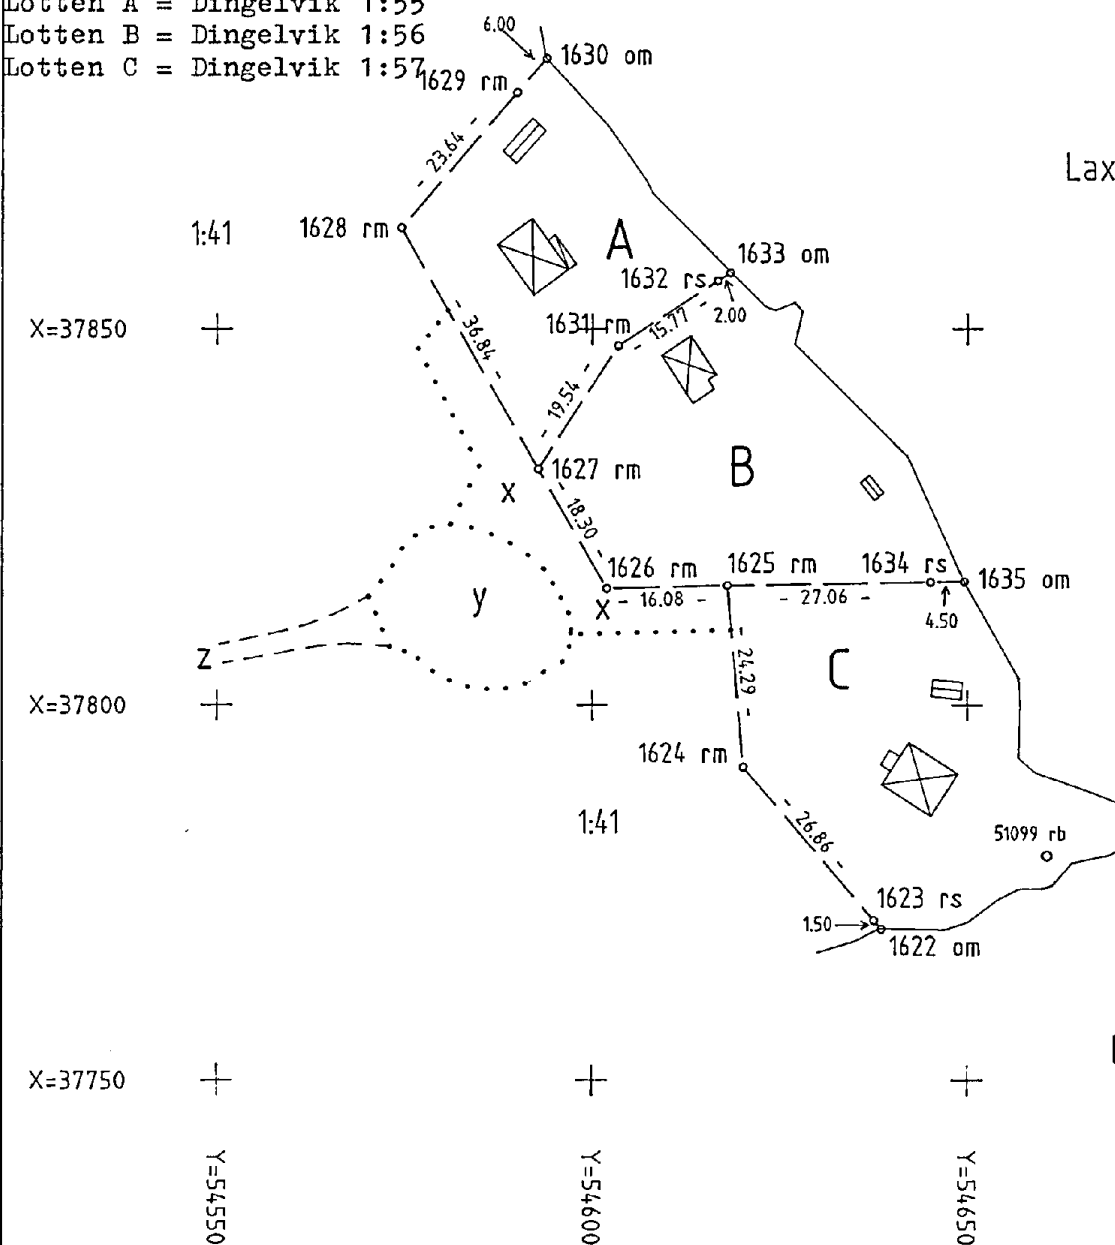 Lotten A = Dingelvik 1:55
Lotten B = Dingelvik 1:56
Lotten C = Dingelvik 1:57
6.00
1630 om
1629 rm
23.64
Lax
1:41
1628 rm
A
1633 om
1632 rs
2.00
X=37850
36.84
1631 rm
15.77
19.54
B
1627 rm
x
18.30
1626 rm
1625 rm
1634 rs
1635 om
y
x
16.08
27.06
4.50
z
24.29
C
X=37800
1624 rm
1:41
26.86
51099 rb
1623 rs
1.50
1622 om
X=37750
Y=54550
Y=54600
Y=54650